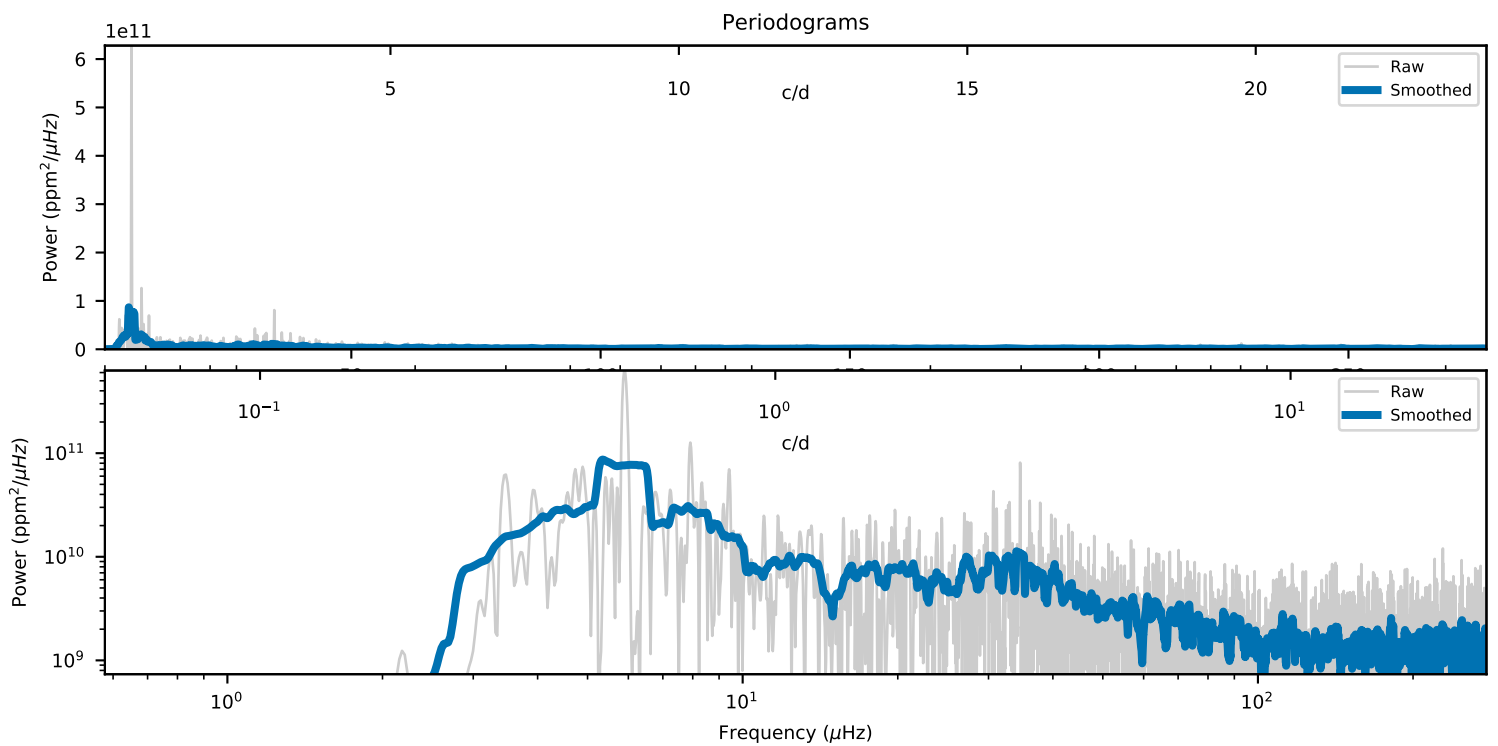 Periodograms
1e11
6
5
4
3
2
1
0
Power (ppm²/μHz)
5 10 15 20
c/d
Raw
Smoothed
10⁻¹ 10⁰ 10¹
c/d
Raw
Smoothed
10¹¹
10¹⁰
10⁹
Power (ppm²/μHz)
10⁰ 10¹ 10²
Frequency (μHz)